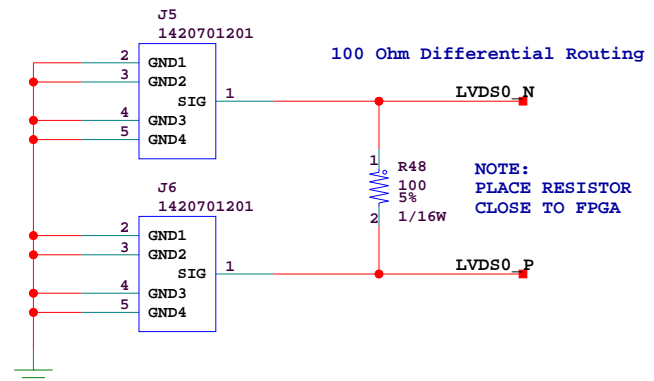 J5
1420701201
100 Ohm Differential Routing
2 GND1
3 GND2
SIG 1
LVDS0_N
4 GND3
5 GND4
1
R48
100
5%
1/16W
2
NOTE:
PLACE RESISTOR
CLOSE TO FPGA
J6
1420701201
2 GND1
3 GND2
SIG 1
LVDS0_P
4 GND3
5 GND4